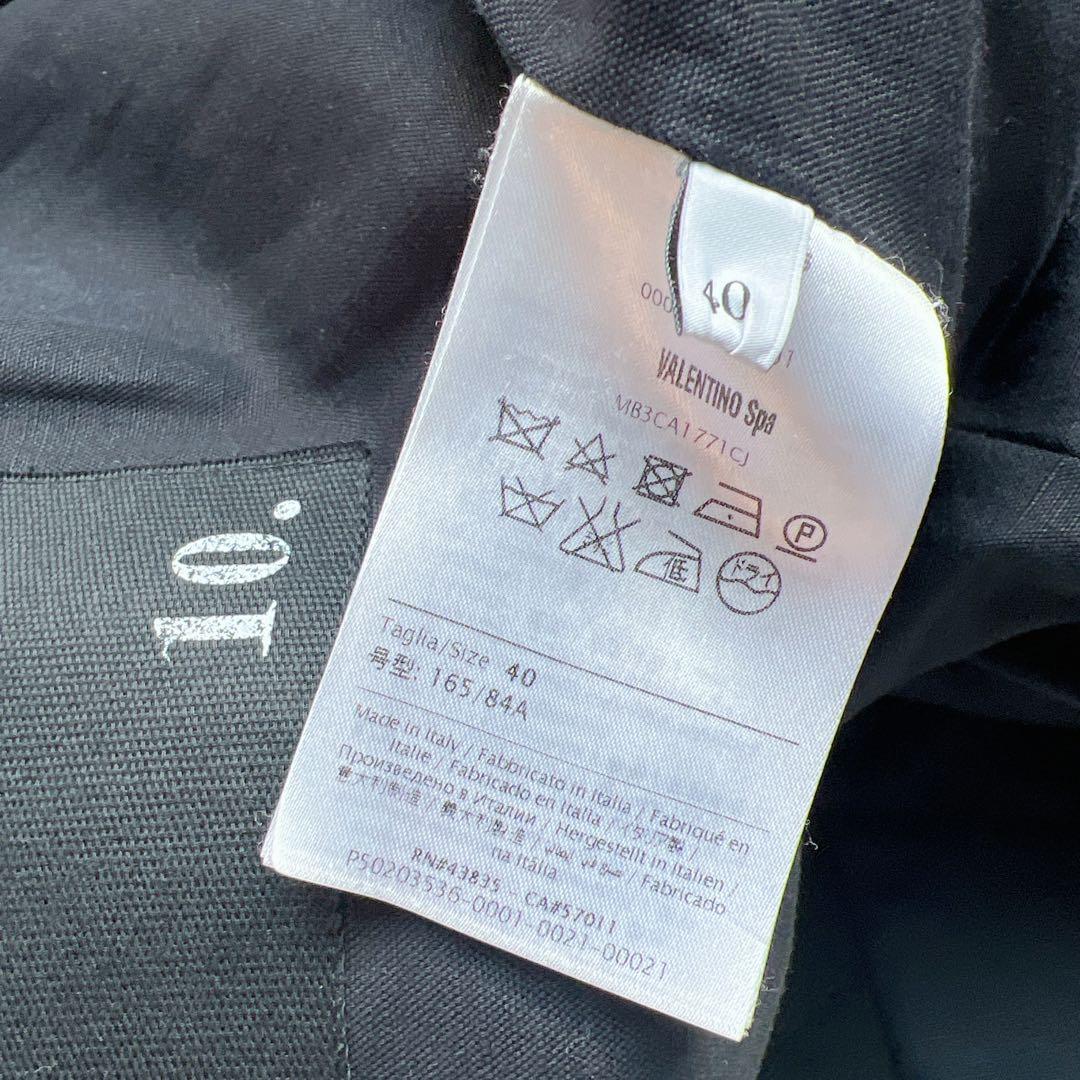 10.
40
VALENTINO Spa
MB3CA1771CJ
P
低 ドライ
Taglia/Size 40
号型: 165/84A
Made in Italy / Fabbricato in Italia / Fabriqué en
Italie / Fabricado en Italia / イタリア製 /
Произведено в Италии / Hergestellt in Italien /
意大利制造 / 義大利製造 / Fabricado
na Itália
RN#43835 - CA#57011
P50203536-0001-0021-00021